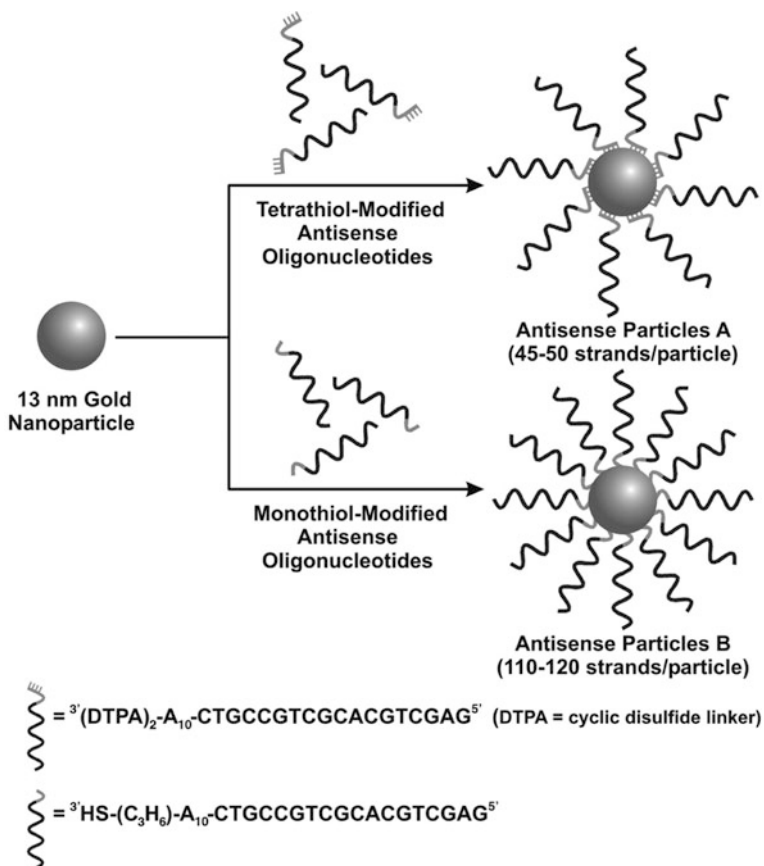 Tetrathiol-Modified
Antisense
Oligonucleotides
Antisense Particles A
(45-50 strands/particle)
13 nm Gold
Nanoparticle
Monothiol-Modified
Antisense
Oligonucleotides
Antisense Particles B
(110-120 strands/particle)
= 3'(DTPA)2-A10-CTGCCGTCGCACGTCGAG5' (DTPA = cyclic disulfide linker)
= 3'HS-(C3H6)-A10-CTGCCGTCGCACGTCGAG5'